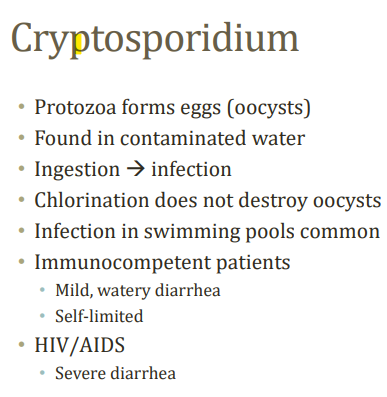 Cryptosporidium
• Protozoa forms eggs (oocysts)
• Found in contaminated water
• Ingestion → infection
• Chlorination does not destroy oocysts
• Infection in swimming pools common
• Immunocompetent patients
• Mild, watery diarrhea
• Self-limited
• HIV/AIDS
• Severe diarrhea